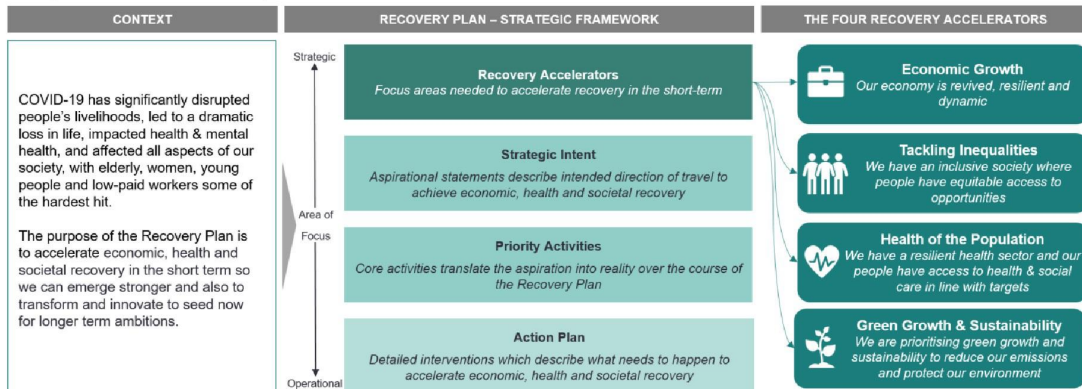 CONTEXT
COVID-19 has significantly disrupted
people's livelihoods, led to a dramatic
loss in life, impacted health & mental
health, and affected all aspects of our
society, with elderly, women, young
people and low-paid workers some of
the hardest hit.
The purpose of the Recovery Plan is
to accelerate economic, health and
societal recovery in the short term so
we can emerge stronger and also to
transform and innovate to seed now
for longer term ambitions.
RECOVERY PLAN – STRATEGIC FRAMEWORK
Strategic
Area of
Focus
Operational
Recovery Accelerators
Focus areas needed to accelerate recovery in the short-term
Strategic Intent
Aspirational statements describe intended direction of travel to
achieve economic, health and societal recovery
Priority Activities
Core activities translate the aspiration into reality over the course of
the Recovery Plan
Action Plan
Detailed interventions which describe what needs to happen to
accelerate economic, health and societal recovery
THE FOUR RECOVERY ACCELERATORS
Economic Growth
Our economy is revived, resilient and
dynamic
Tackling Inequalities
We have an inclusive society where
people have equitable access to
opportunities
Health of the Population
We have a resilient health sector and our
people have access to health & social
care in line with targets
Green Growth & Sustainability
We are prioritising green growth and
sustainability to reduce our emissions
and protect our environment